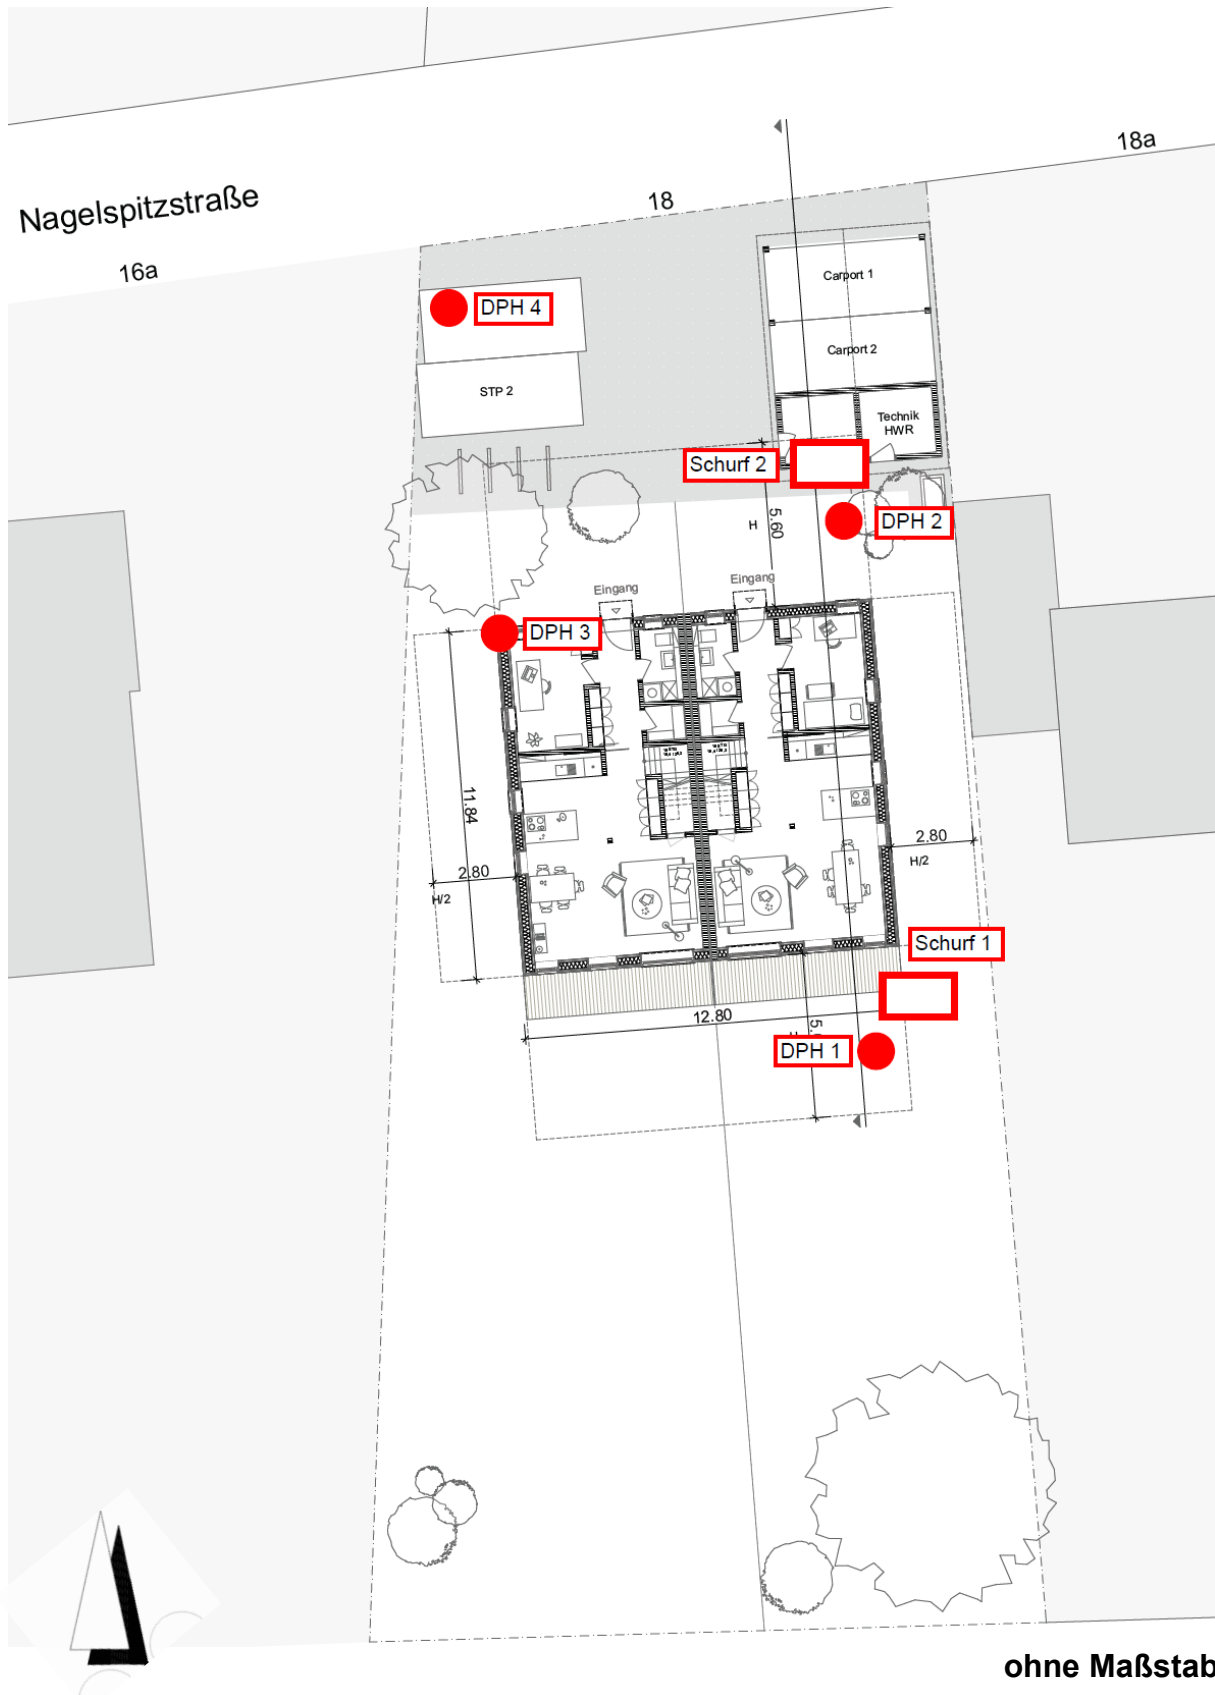 18a
Nagelspitzstraße
18
16a
Carport 1
DPH 4
Carport 2
STP 2
Technik
HWR
Schurf 2
5.60
H
DPH 2
Eingang
Eingang
DPH 3
11.84
2.80
H/2
2.80
H/2
Schurf 1
12.80
DPH 1
ohne Maßstab